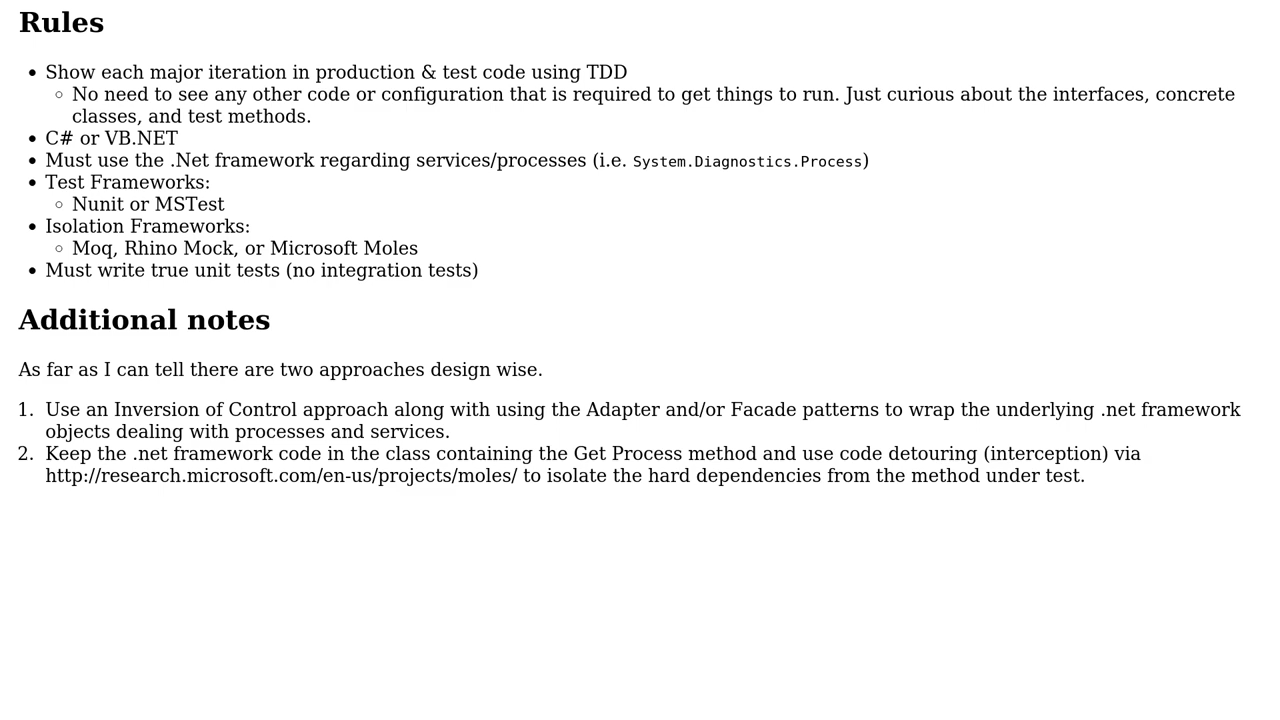 Rules
Show each major iteration in production & test code using TDD
No need to see any other code or configuration that is required to get things to run. Just curious about the interfaces, concrete
classes, and test methods.
C# or VB.NET
Must use the .Net framework regarding services/processes (i.e. System.Diagnostics.Process)
Test Frameworks:
Nunit or MSTest
Isolation Frameworks:
Moq, Rhino Mock, or Microsoft Moles
Must write true unit tests (no integration tests)
Additional notes
As far as I can tell there are two approaches design wise.
1. Use an Inversion of Control approach along with using the Adapter and/or Facade patterns to wrap the underlying .net framework
objects dealing with processes and services.
2. Keep the .net framework code in the class containing the Get Process method and use code detouring (interception) via
http://research.microsoft.com/en-us/projects/moles/ to isolate the hard dependencies from the method under test.